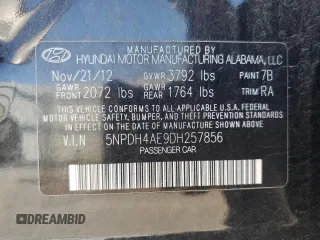 MANUFACTURED BY
HYUNDAI MOTOR MANUFACTURING ALABAMA, LLC
Nov/21/12 GVWR 3792 lbs PAINT 7B
GAWR FRONT 2072 lbs GAWR REAR 1764 lbs TRIM RA
THIS VEHICLE CONFORMS TO ALL APPLICABLE
FEDERAL MOTOR VEHICLE SAFETY, BUMPER, AND
THEFT PREVENTION STANDARDS IN EFFECT ON
THE DATE OF MANUFACTURE SHOWN ABOVE.
V.I.N 5NPDH4AE9DH257856
PASSENGER CAR